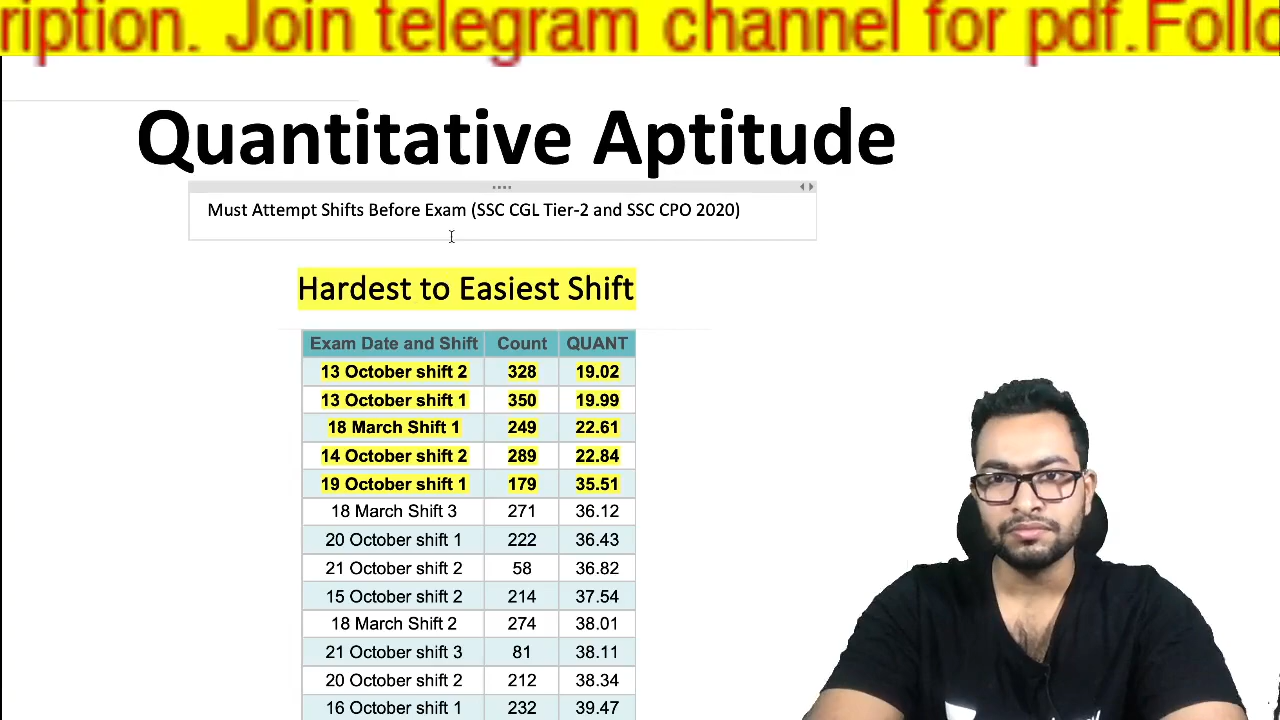 ription. Join telegram channel for pdf.Follo
Quantitative Aptitude
Must Attempt Shifts Before Exam (SSC CGL Tier-2 and SSC CPO 2020)
Hardest to Easiest Shift
Exam Date and Shift Count QUANT
13 October shift 2 328 19.02
13 October shift 1 350 19.99
18 March Shift 1 249 22.61
14 October shift 2 289 22.84
19 October shift 1 179 35.51
18 March Shift 3 271 36.12
20 October shift 1 222 36.43
21 October shift 2 58 36.82
15 October shift 2 214 37.54
18 March Shift 2 274 38.01
21 October shift 3 81 38.11
20 October shift 2 212 38.34
16 October shift 1 232 39.47